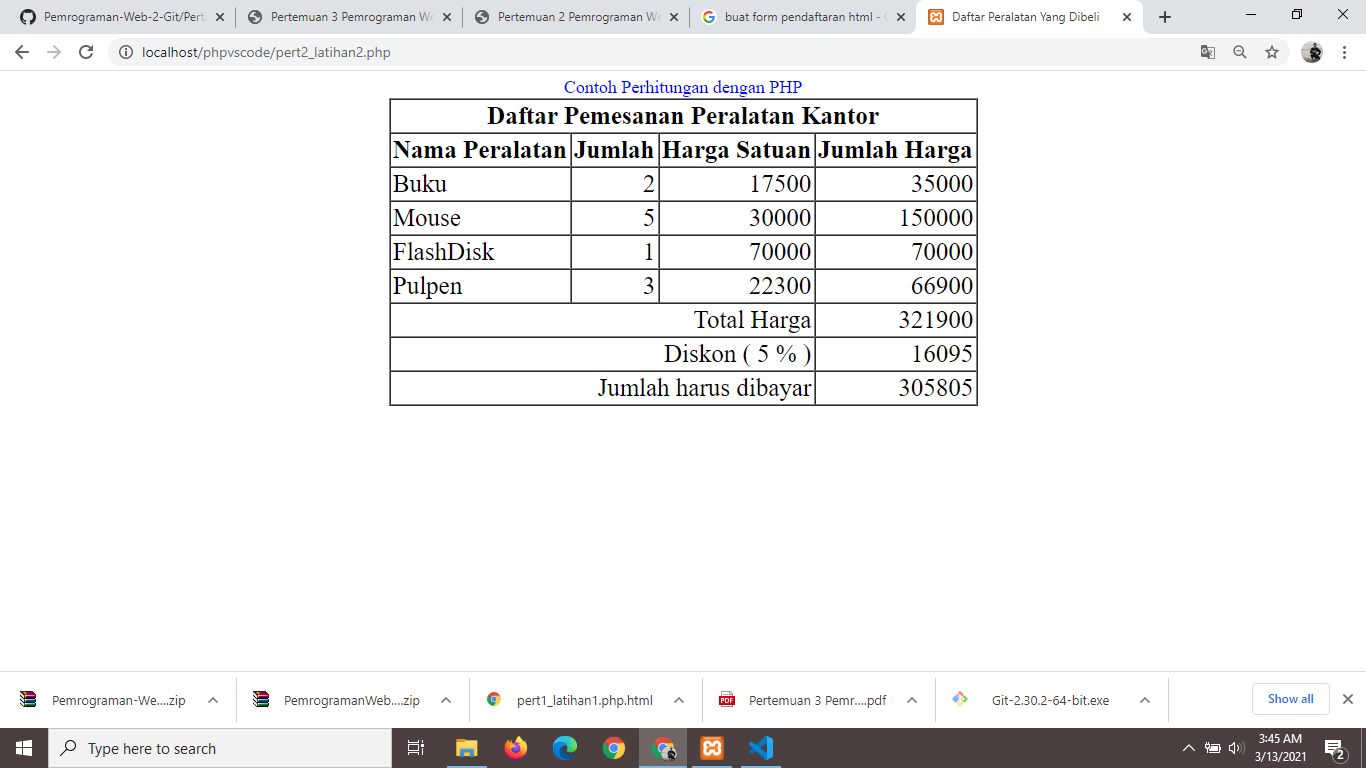 Pemrograman-Web-2-Git/Pert
Pertemuan 3 Pemrograman We
Pertemuan 2 Pemrograman We
buat form pendaftaran html - G
Daftar Peralatan Yang Dibeli
localhost/phpvscode/pert2_latihan2.php
Contoh Perhitungan dengan PHP
Daftar Pemesanan Peralatan Kantor
Nama Peralatan Jumlah Harga Satuan Jumlah Harga
Buku 2 17500 35000
Mouse 5 30000 150000
FlashDisk 1 70000 70000
Pulpen 3 22300 66900
Total Harga 321900
Diskon ( 5 % ) 16095
Jumlah harus dibayar 305805
Pemrograman-We....zip
PemrogramanWeb....zip
pert1_latihan1.php.html
PDF
Pertemuan 3 Pemr....pdf
Git-2.30.2-64-bit.exe
Show all
Type here to search
3:45 AM
3/13/2021
2